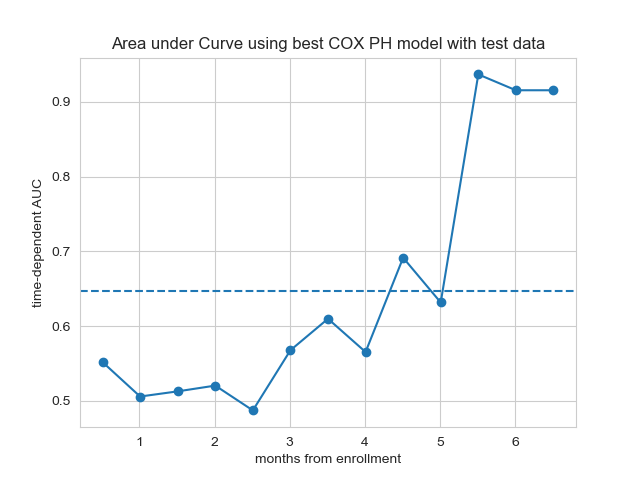 Area under Curve using best COX PH model with test data
time-dependent AUC
0.9
0.8
0.7
0.6
0.5
1 2 3 4 5 6
months from enrollment